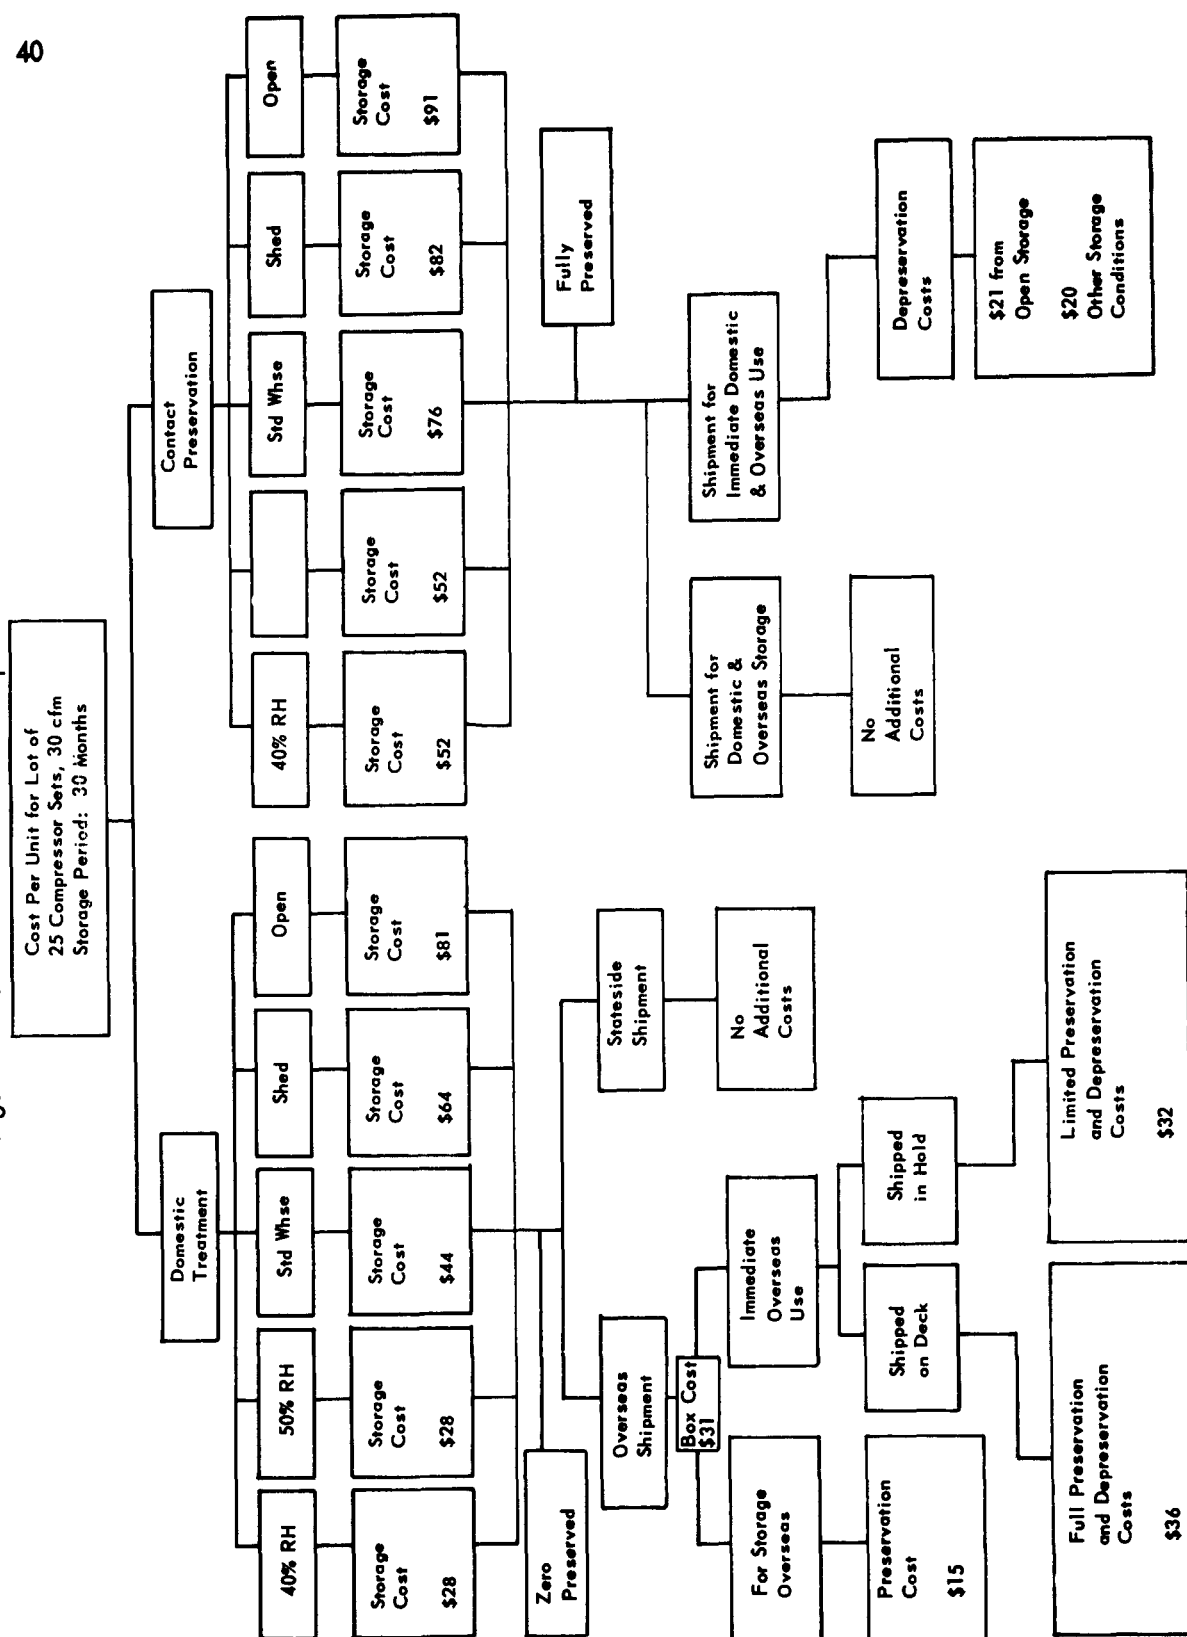 40
Cost Per Unit for Lot of
25 Compressor Sets, 30 cfm
Storage Period: 30 Months
Domestic
Treatment
Contact
Preservation
40% RH
50% RH
Std Whse
Shed
Open
40% RH
Std Whse
Shed
Open
Storage
Cost
$28
Storage
Cost
$28
Storage
Cost
$44
Storage
Cost
$64
Storage
Cost
$81
Storage
Cost
$52
Storage
Cost
$52
Storage
Cost
$76
Storage
Cost
$82
Storage
Cost
$91
Zero
Preserved
Fully
Preserved
Overseas
Shipment
Stateside
Shipment
Box Cost
$31
No
Additional
Costs
For Storage
Overseas
Immediate
Overseas
Use
Preservation
Cost
$15
Shipped
on Deck
Shipped
in Hold
Full Preservation
and Depreservation
Costs
$36
Limited Preservation
and Depreservation
Costs
$32
Shipment for
Domestic &
Overseas Storage
Shipment for
Immediate Domestic
& Overseas Use
No
Additional
Costs
Depreservation
Costs
$21 from
Open Storage
$20
Other Storage
Conditions